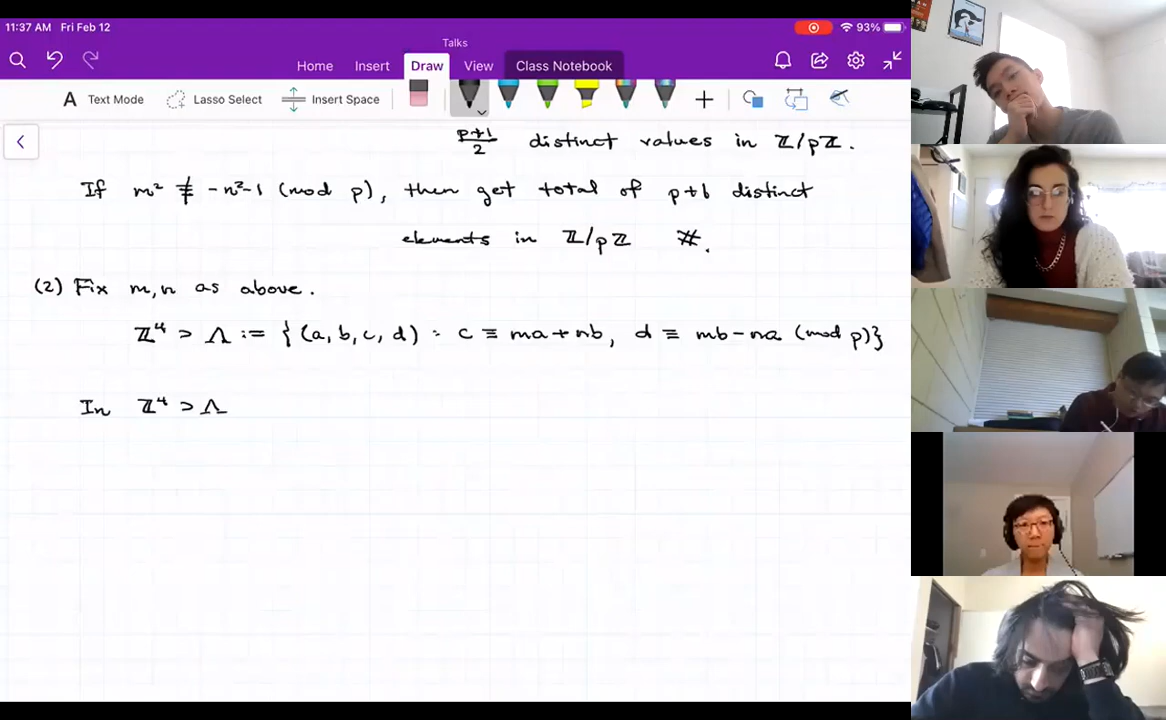 11:37 AM Fri Feb 12
93%
Talks
Home Insert Draw View Class Notebook
Text Mode Lasso Select Insert Space
p+1/2 distinct values in ℤ/pℤ.
If m² ≢ -n²-1 (mod p), then get total of p+1 distinct
elements in ℤ/pℤ ⨳.
(2) Fix m,n as above.
ℤ⁴ > Λ := {(a, b, c, d) : c ≡ ma+nb, d ≡ mb-na (mod p)}
In ℤ⁴ > Λ